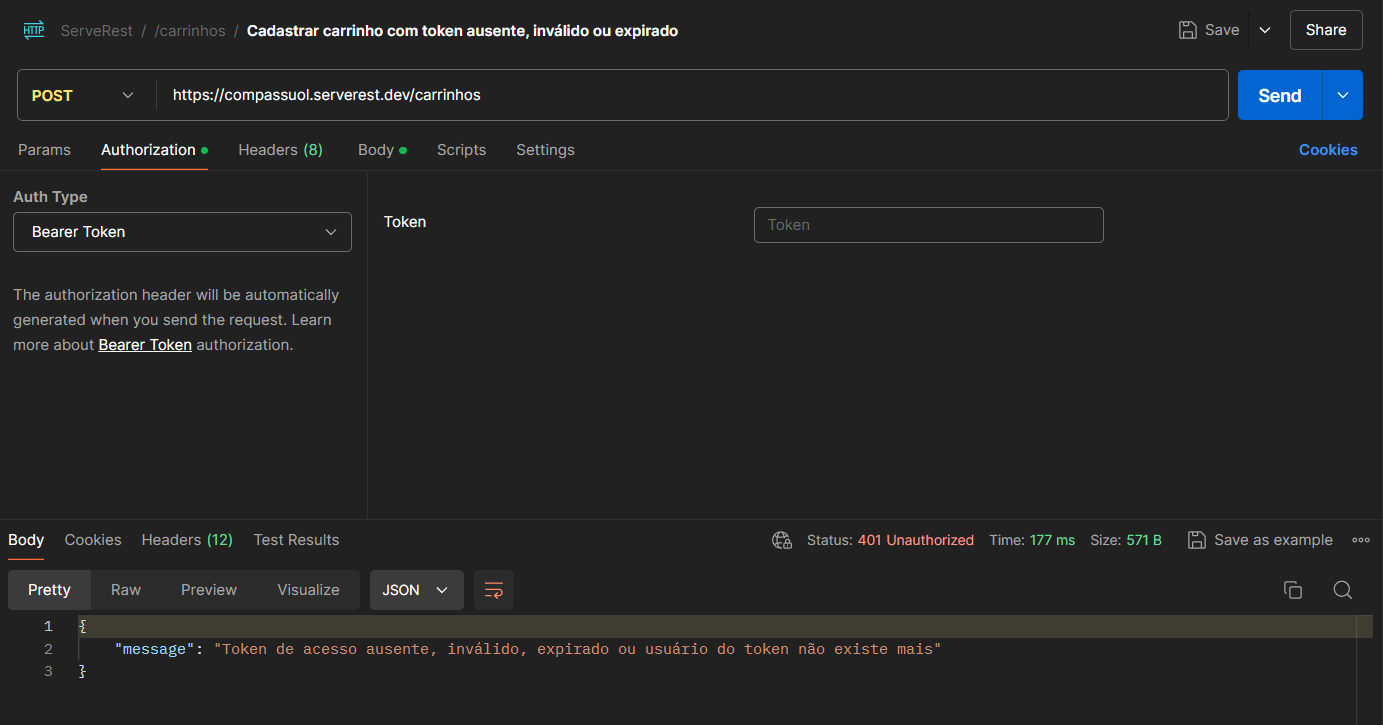 HTTP ServeRest / /carrinhos / Cadastrar carrinho com token ausente, inválido ou expirado Save Share
POST https://compassuol.serverest.dev/carrinhos Send
Params Authorization Headers (8) Body Scripts Settings Cookies
Auth Type
Bearer Token
The authorization header will be automatically
generated when you send the request. Learn
more about Bearer Token authorization.
Token Token
Body Cookies Headers (12) Test Results Status: 401 Unauthorized Time: 177 ms Size: 571 B Save as example
Pretty Raw Preview Visualize JSON
1 {
2 "message": "Token de acesso ausente, inválido, expirado ou usuário do token não existe mais"
3 }